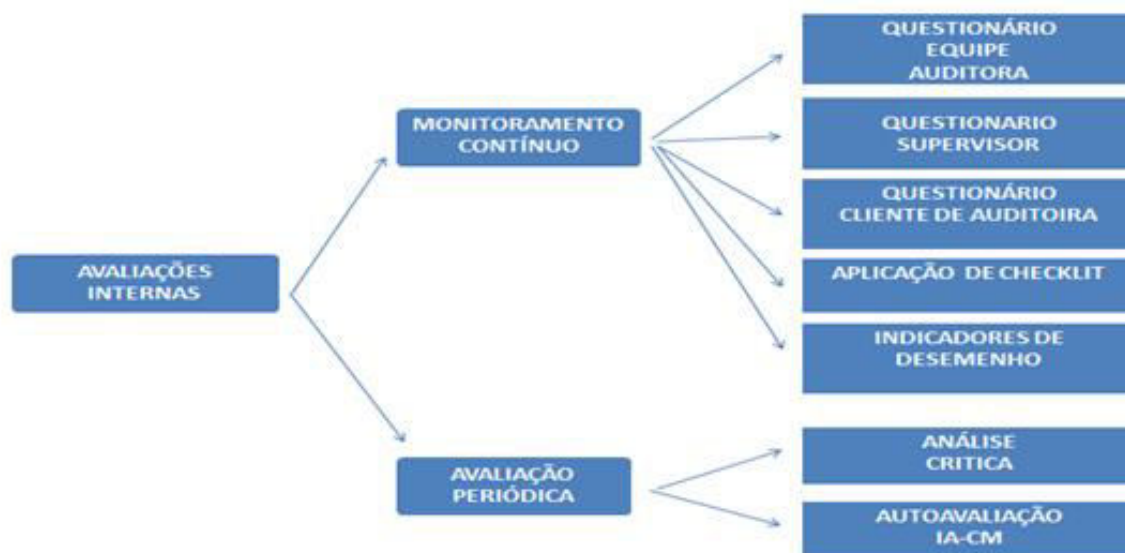 QUESTIONÁRIO
EQUIPE
AUDITORA
MONITORAMENTO
CONTÍNUO
QUESTIONARIO
SUPERVISOR
QUESTIONÁRIO
CLIENTE DE AUDITOIRA
AVALIAÇÕES
INTERNAS
APLICAÇÃO DE CHECKLIT
INDICADORES DE
DESEMENHO
AVALIAÇÃO
PERIÓDICA
ANÁLISE
CRITICA
AUTOAVALIAÇÃO
IA-CM